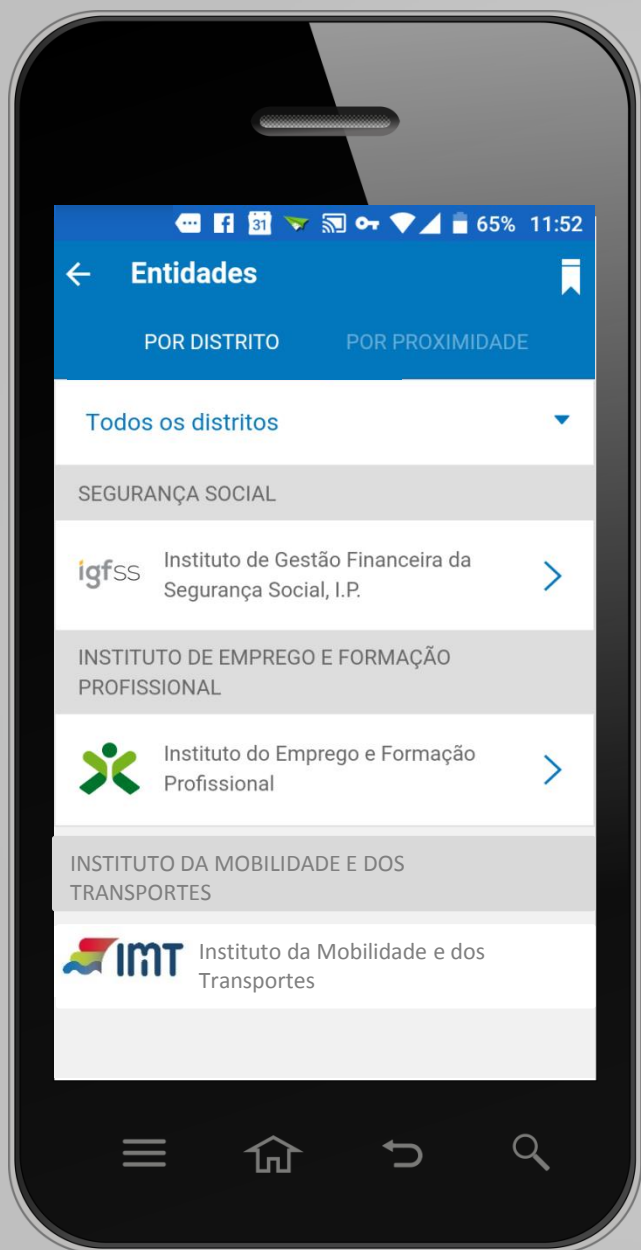 31 65% 11:52
Entidades
POR DISTRITO POR PROXIMIDADE
Todos os distritos
SEGURANÇA SOCIAL
igfss Instituto de Gestão Financeira da
Segurança Social, I.P.
INSTITUTO DE EMPREGO E FORMAÇÃO
PROFISSIONAL
Instituto do Emprego e Formação
Profissional
INSTITUTO DA MOBILIDADE E DOS
TRANSPORTES
IMT Instituto da Mobilidade e dos
Transportes